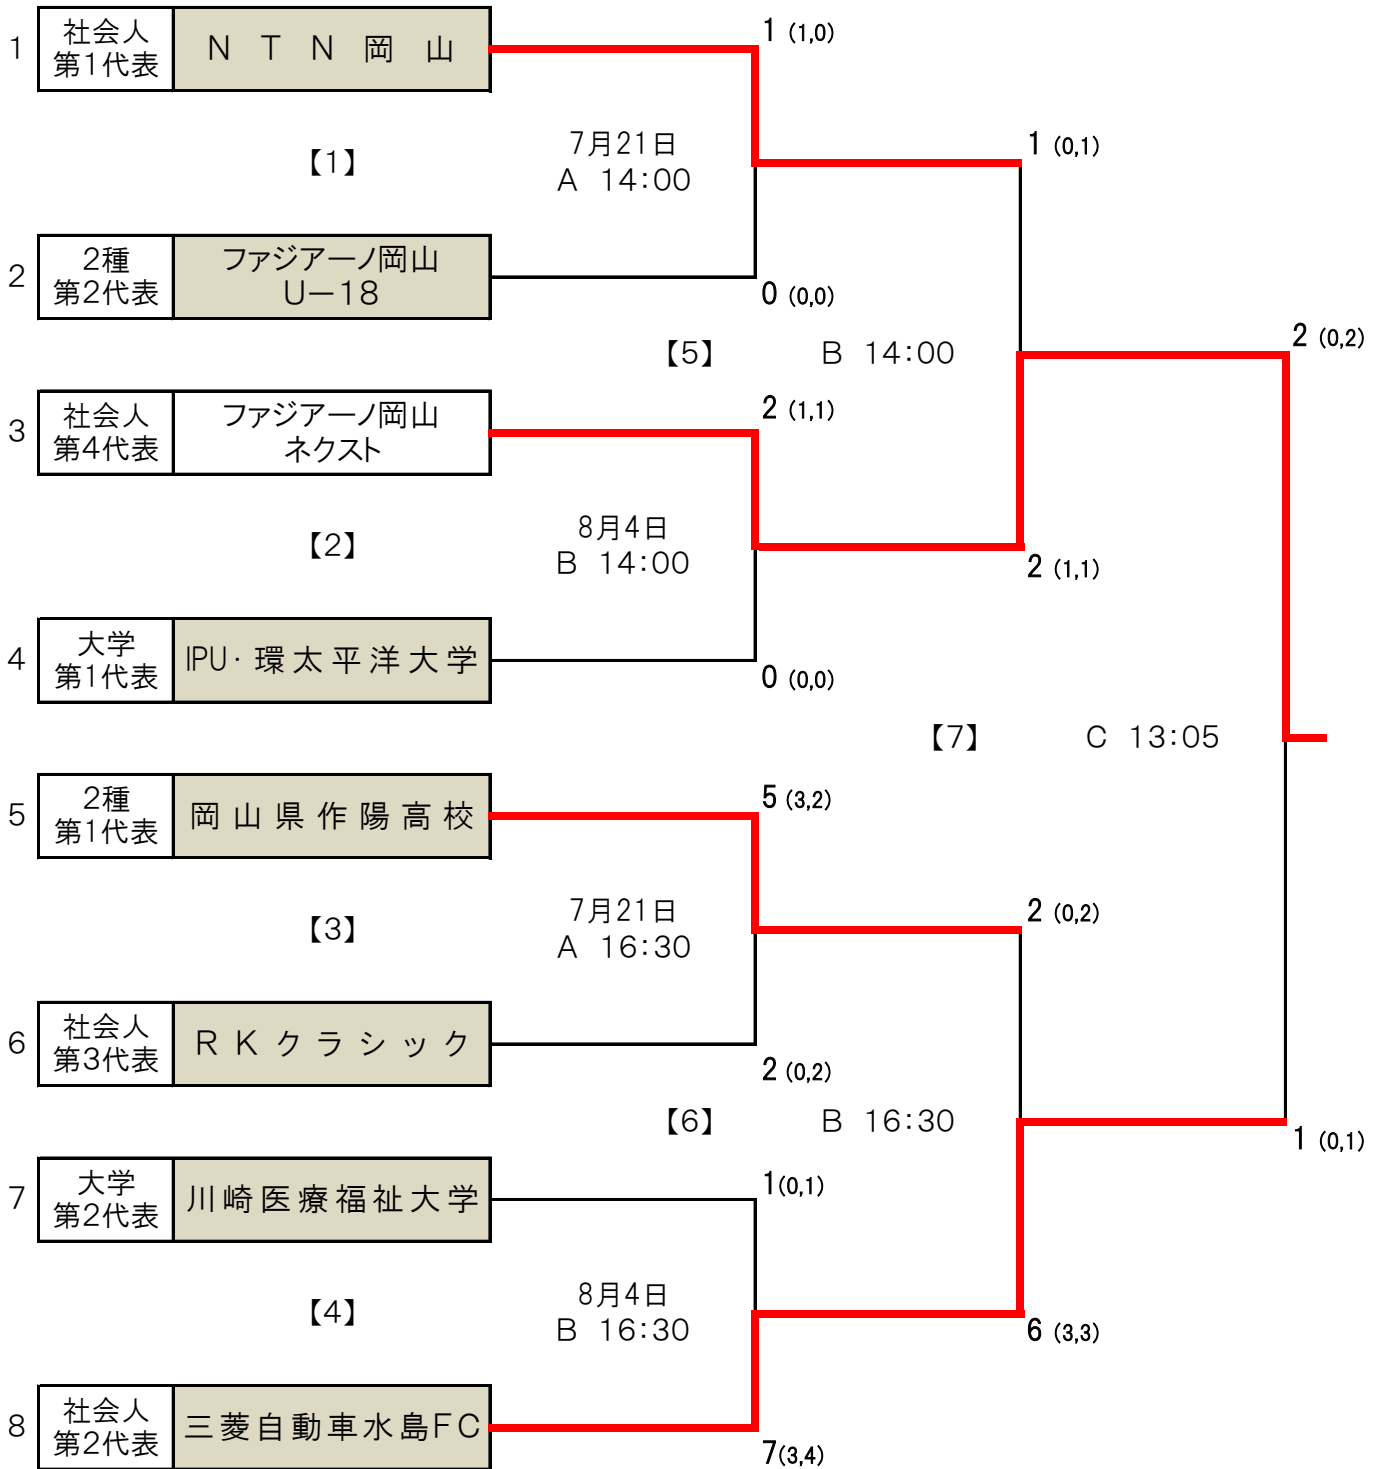 1
社会人
第1代表
N T N 岡 山
1 (1,0)
【1】
7月21日
A 14:00
1 (0,1)
2
2種
第2代表
ファジアーノ岡山
U－18
0 (0,0)
【5】
B 14:00
2 (0,2)
3
社会人
第4代表
ファジアーノ岡山
ネクスト
2 (1,1)
【2】
8月4日
B 14:00
2 (1,1)
4
大学
第1代表
IPU・環太平洋大学
0 (0,0)
【7】
C 13:05
5
2種
第1代表
岡山県作陽高校
5 (3,2)
【3】
7月21日
A 16:30
2 (0,2)
6
社会人
第3代表
RKクラシック
2 (0,2)
【6】
B 16:30
1 (0,1)
7
大学
第2代表
川崎医療福祉大学
1(0,1)
【4】
8月4日
B 16:30
6 (3,3)
8
社会人
第2代表
三菱自動車水島FC
7(3,4)